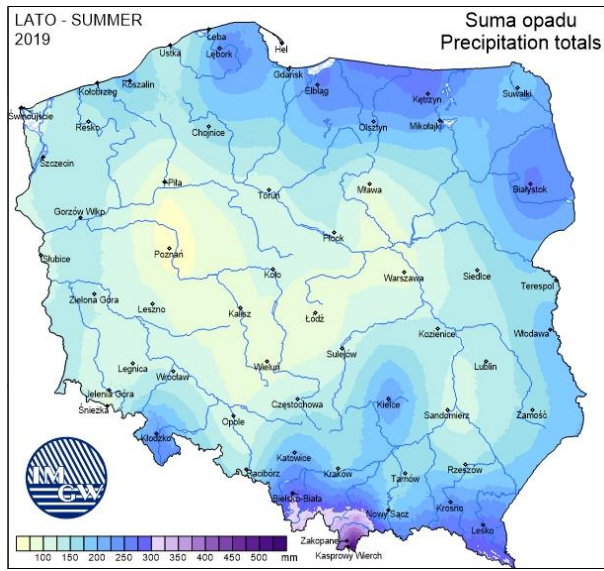 LATO - SUMMER
2019
Suma opadu
Precipitation totals
Łeba
Hel
Ustka
Lębork
Gdańsk
Koszalin
Kołobrzeg
Elbląg
Kętrzyn
Suwałki
Świnoujście
Resko
Chojnice
Olsztyn
Mikołajki
Szczecin
Piła
Toruń
Mława
Białystok
Gorzów Wlkp.
Płock
Słubice
Poznań
Koło
Warszawa
Siedlce
Terespol
Zielona Góra
Leszno
Kalisz
Łódź
Kozienice
Włodawa
Sulejów
Legnica
Wrocław
Wieluń
Lublin
Jelenia Góra
Śnieżka
Częstochowa
Kielce
Sandomierz
Zamość
Opole
Kłodzko
Katowice
Racibórz
Kraków
Tarnów
Rzeszów
Bielsko-Biała
Nowy Sącz
Krosno
Lesko
Zakopane
Kasprowy Wierch
IM
GW
100 150 200 250 300 350 400 450 500 mm